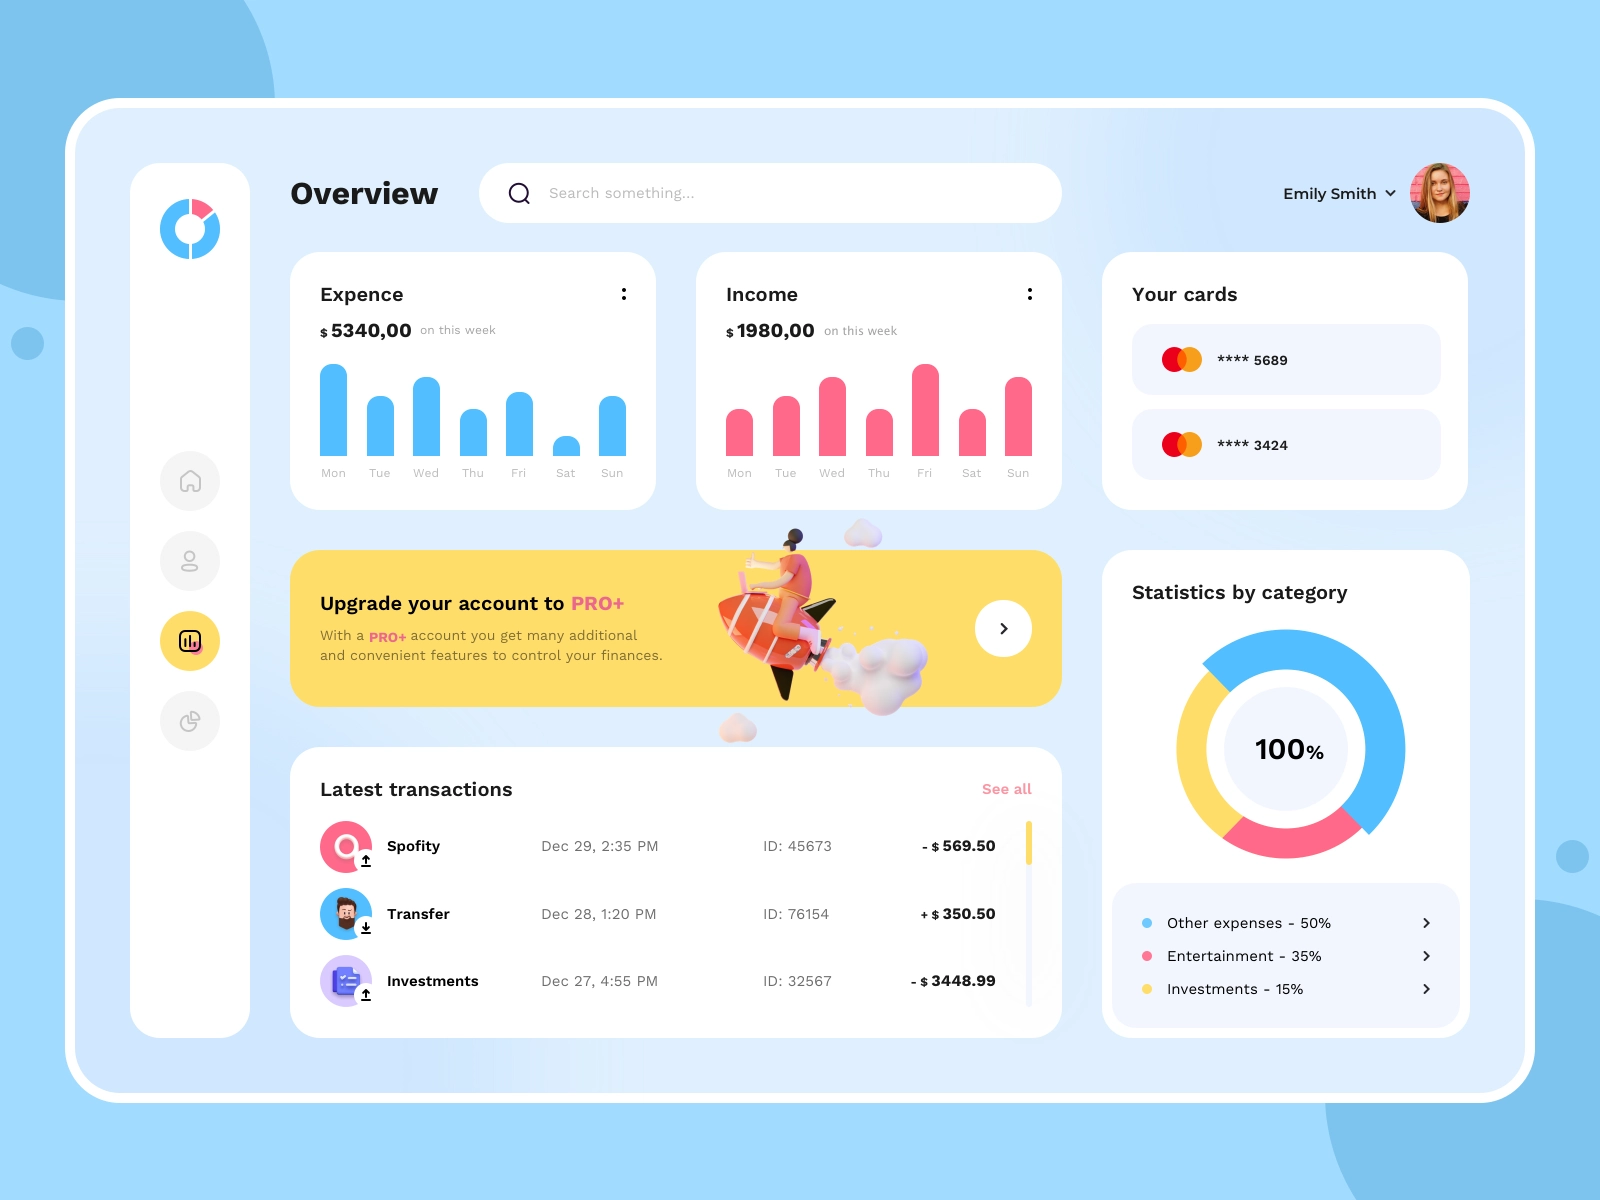 Overview
Search something...
Emily Smith
Expence
$ 5340,00 on this week
Mon Tue Wed Thu Fri Sat Sun
Income
$ 1980,00 on this week
Mon Tue Wed Thu Fri Sat Sun
Your cards
**** 5689
**** 3424
Upgrade your account to PRO+
With a PRO+ account you get many additional
and convenient features to control your finances.
Latest transactions
See all
Spofity Dec 29, 2:35 PM ID: 45673 - $ 569.50
Transfer Dec 28, 1:20 PM ID: 76154 + $ 350.50
Investments Dec 27, 4:55 PM ID: 32567 - $ 3448.99
Statistics by category
100%
Other expenses - 50%
Entertainment - 35%
Investments - 15%